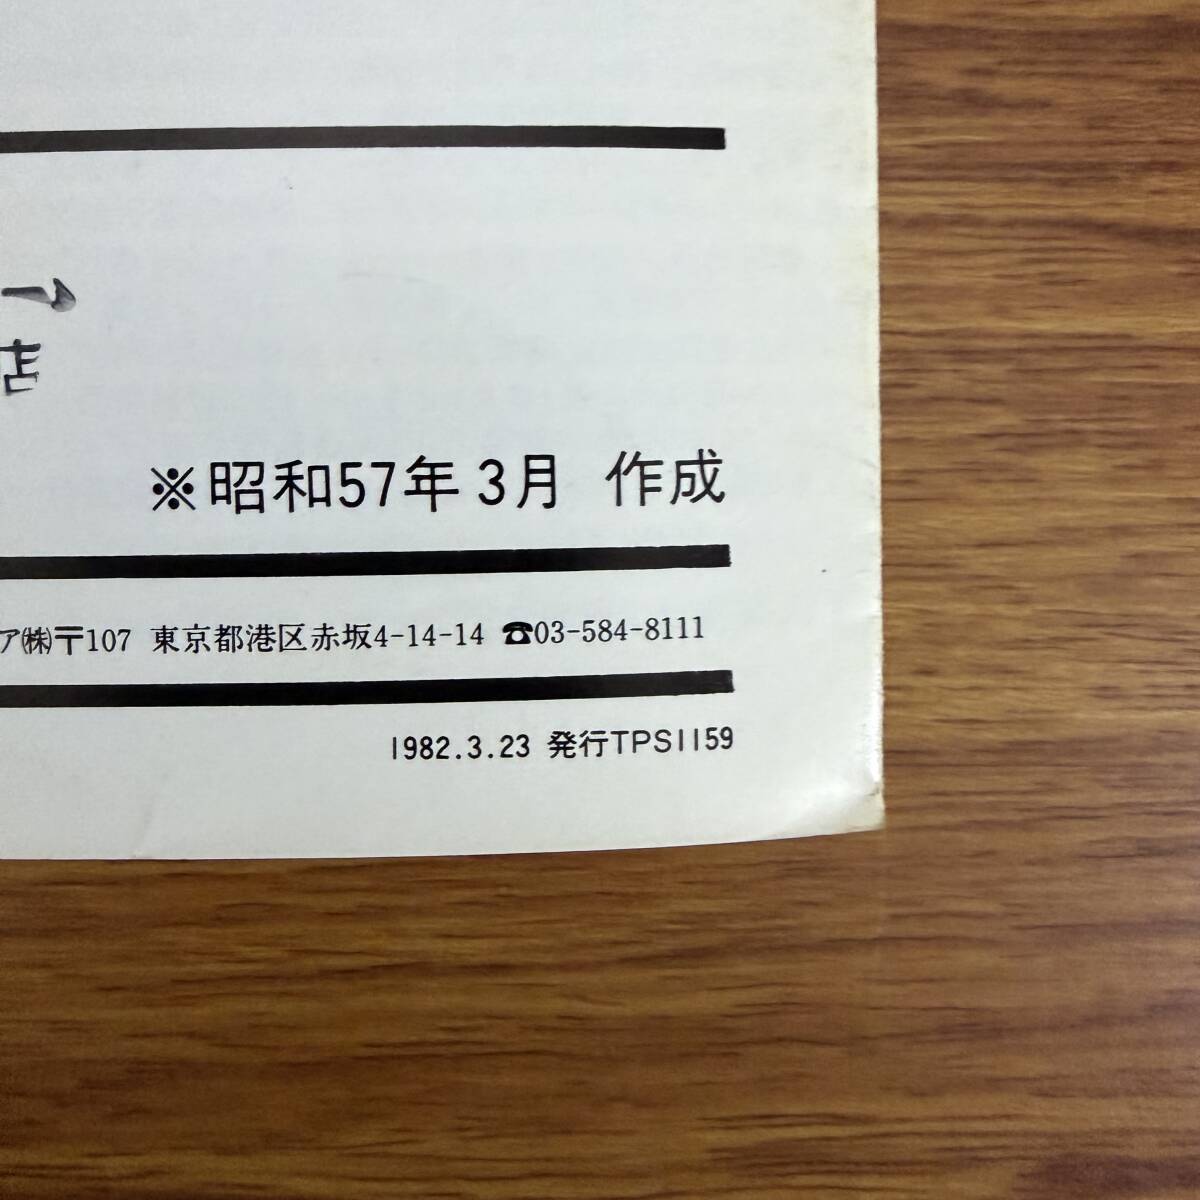 店
※昭和57年3月 作成
ア㈱〒107 東京都港区赤坂4-14-14 ☎03-584-8111
1982.3.23 発行TPS1159